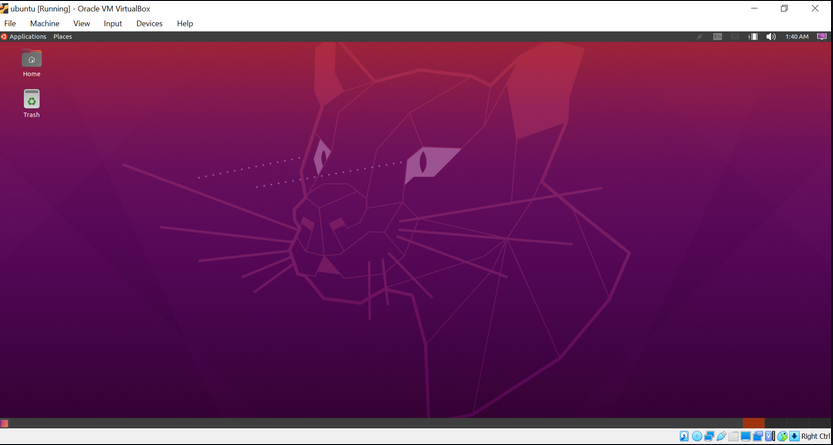 ubuntu [Running] - Oracle VM VirtualBox
File Machine View Input Devices Help
Applications Places 1:40 AM
Home
Trash
Right Ctrl